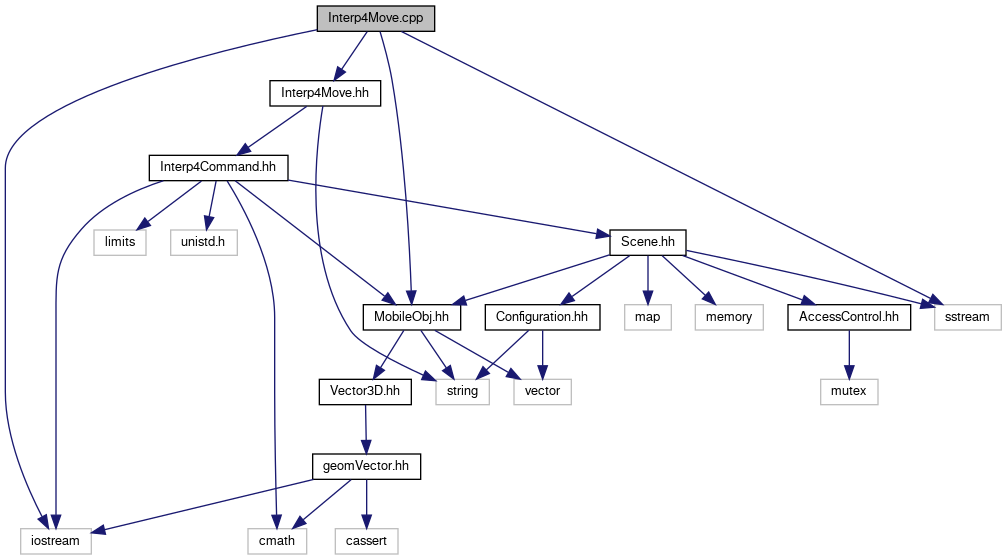 Interp4Move.cpp
Interp4Move.hh
Interp4Command.hh
limits
unistd.h
Scene.hh
MobileObj.hh
Configuration.hh
map
memory
AccessControl.hh
sstream
Vector3D.hh
string
vector
mutex
geomVector.hh
iostream
cmath
cassert